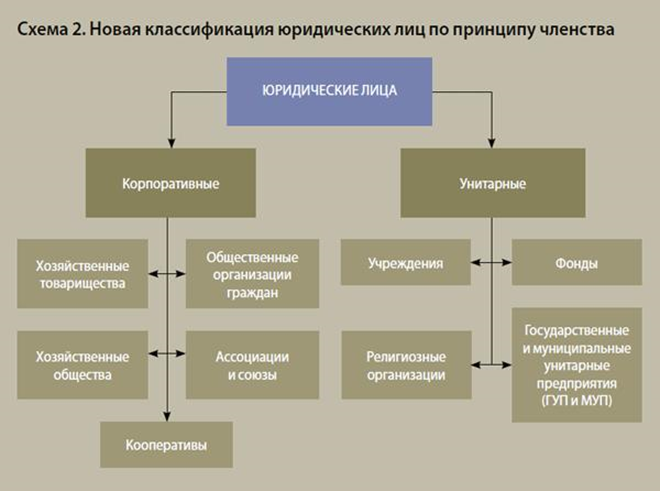 Схема 2. Новая классификация юридических лиц по принципу членства
ЮРИДИЧЕСКИЕ ЛИЦА
Корпоративные
Унитарные
Хозяйственные
товарищества
Общественные
организации
граждан
Учреждения
Фонды
Хозяйственные
общества
Ассоциации
и союзы
Религиозные
организации
Государственные
и муниципальные
унитарные
предприятия
(ГУП и МУП)
Кооперативы